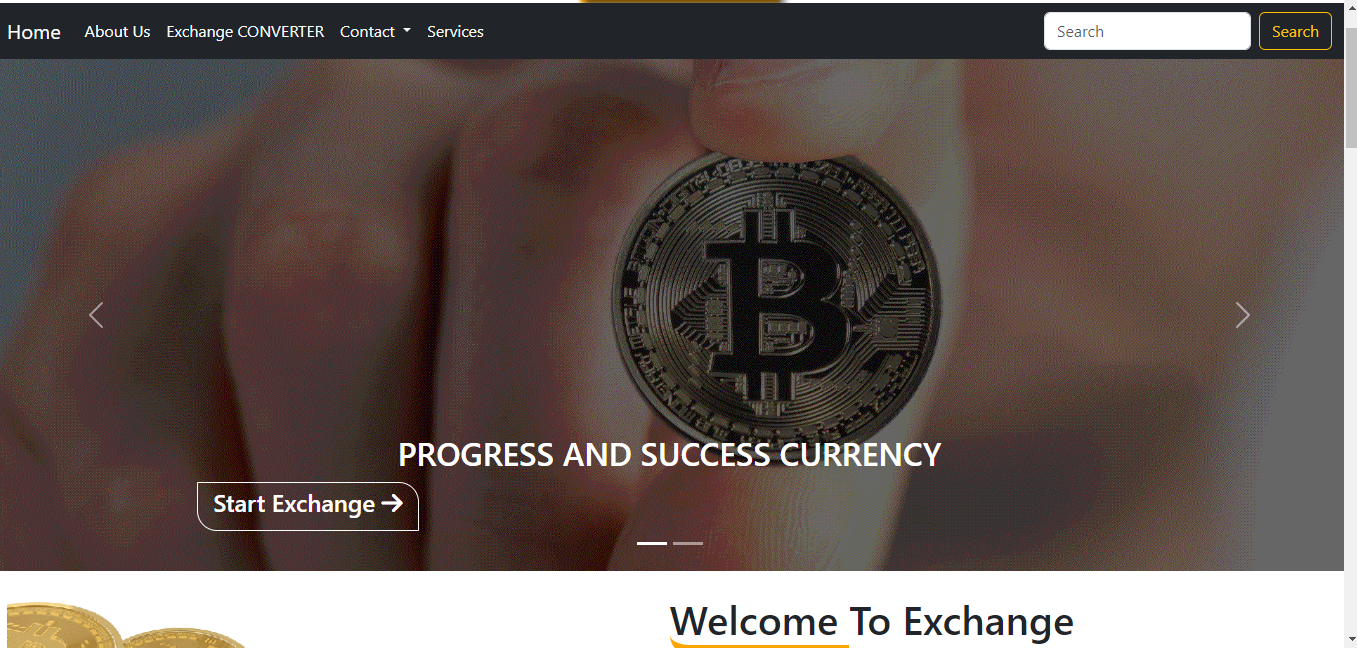 Home About Us Exchange CONVERTER Contact Services Search Search
PROGRESS AND SUCCESS CURRENCY
Start Exchange →
Welcome To Exchange